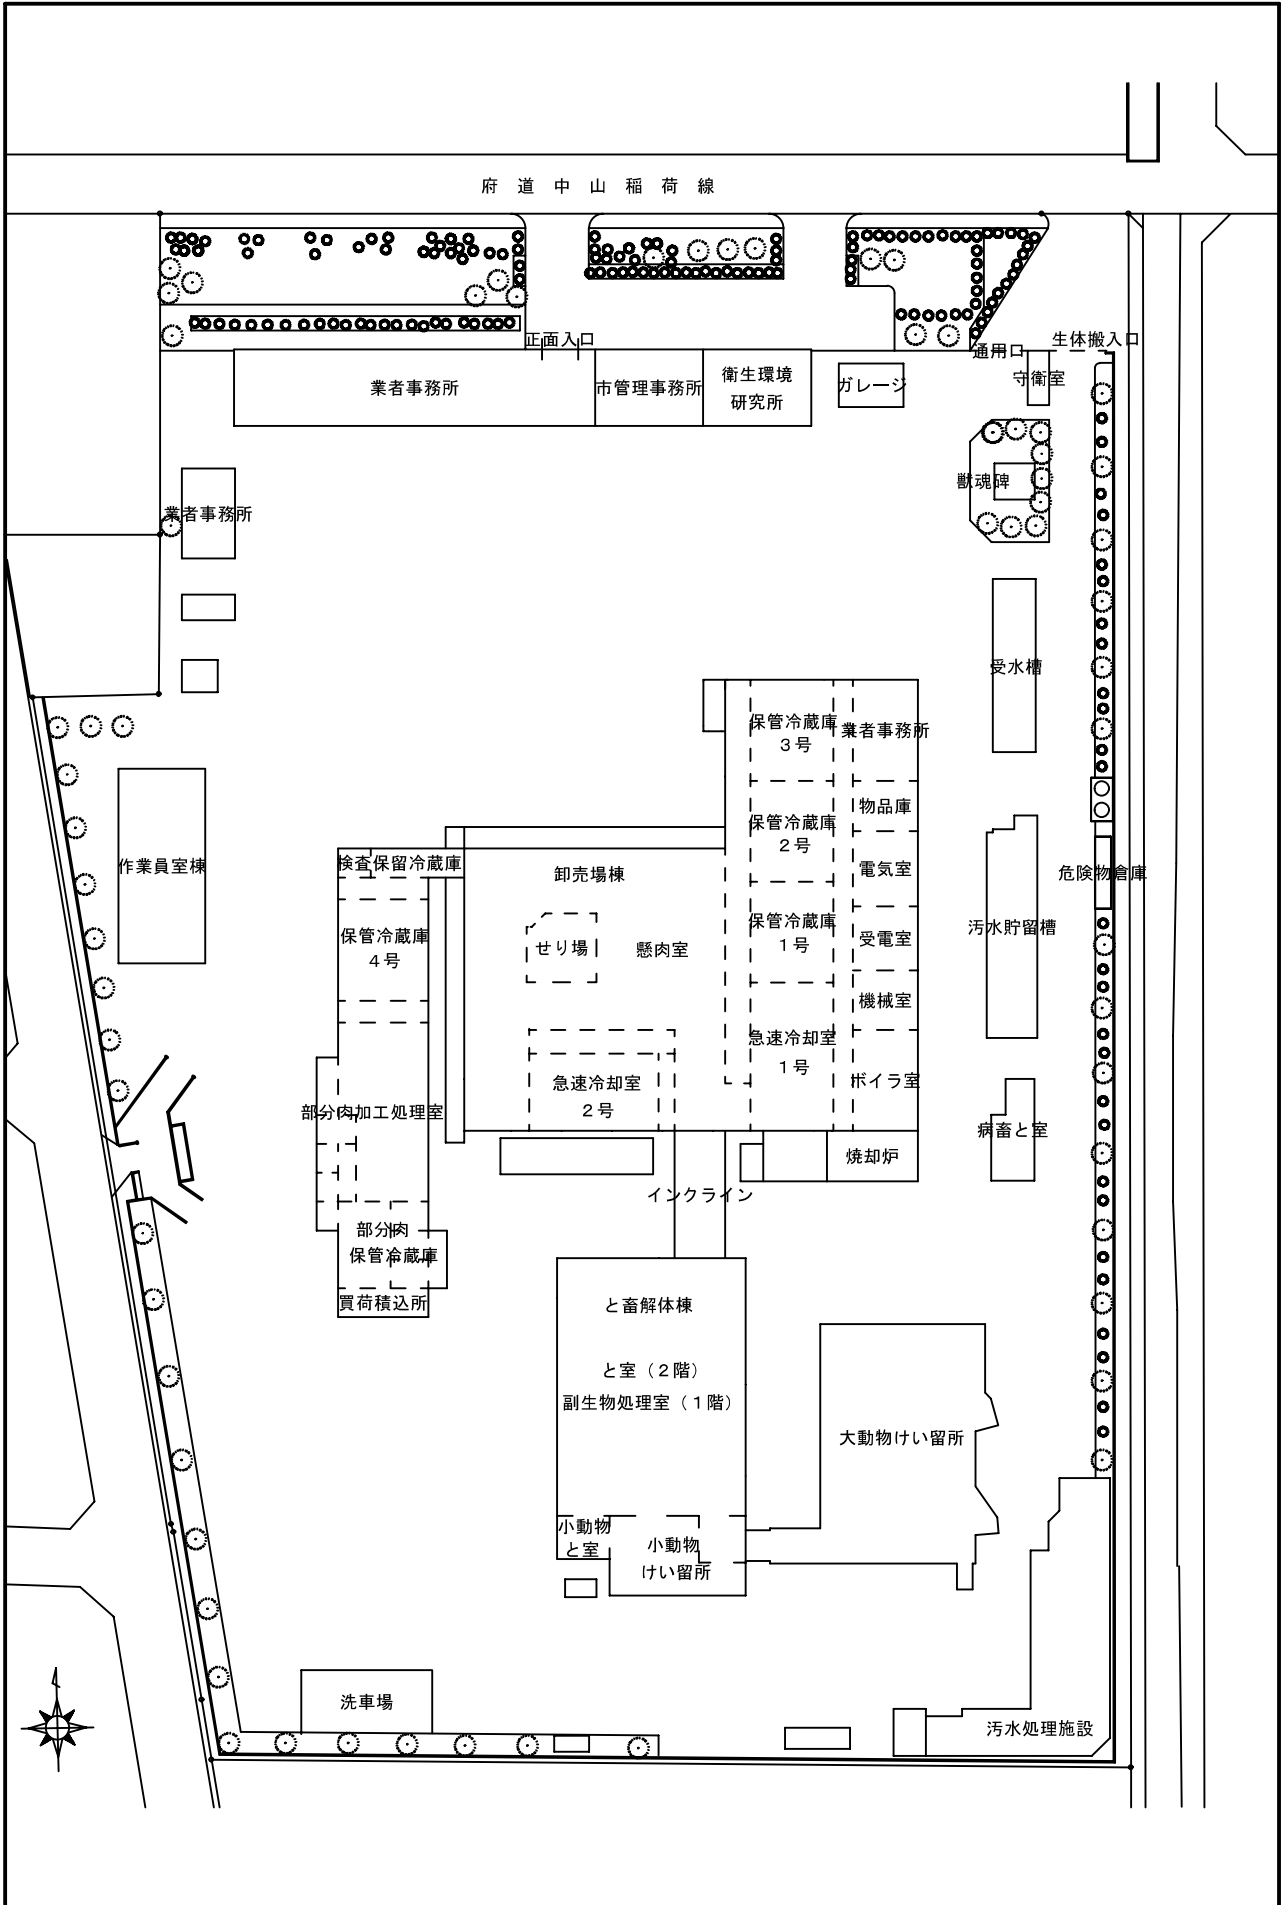 府道中山稲荷線
正面入口
通用口
生体搬入口
業者事務所
市管理事務所
衛生環境
研究所
ガレージ
守衛室
獣魂碑
業者事務所
受水槽
保管冷蔵庫
３号
業者事務所
物品庫
保管冷蔵庫
２号
電気室
作業員室棟
検査保留冷蔵庫
卸売場棟
危険物倉庫
保管冷蔵庫
４号
せり場
懸肉室
保管冷蔵庫
１号
受電室
汚水貯留槽
機械室
急速冷却室
１号
ボイラ室
急速冷却室
２号
部分肉加工処理室
病畜と室
焼却炉
インクライン
部分肉
保管冷蔵庫
買荷積込所
と畜解体棟
と室（２階）
副生物処理室（１階）
大動物けい留所
小動物
と室
小動物
けい留所
洗車場
汚水処理施設